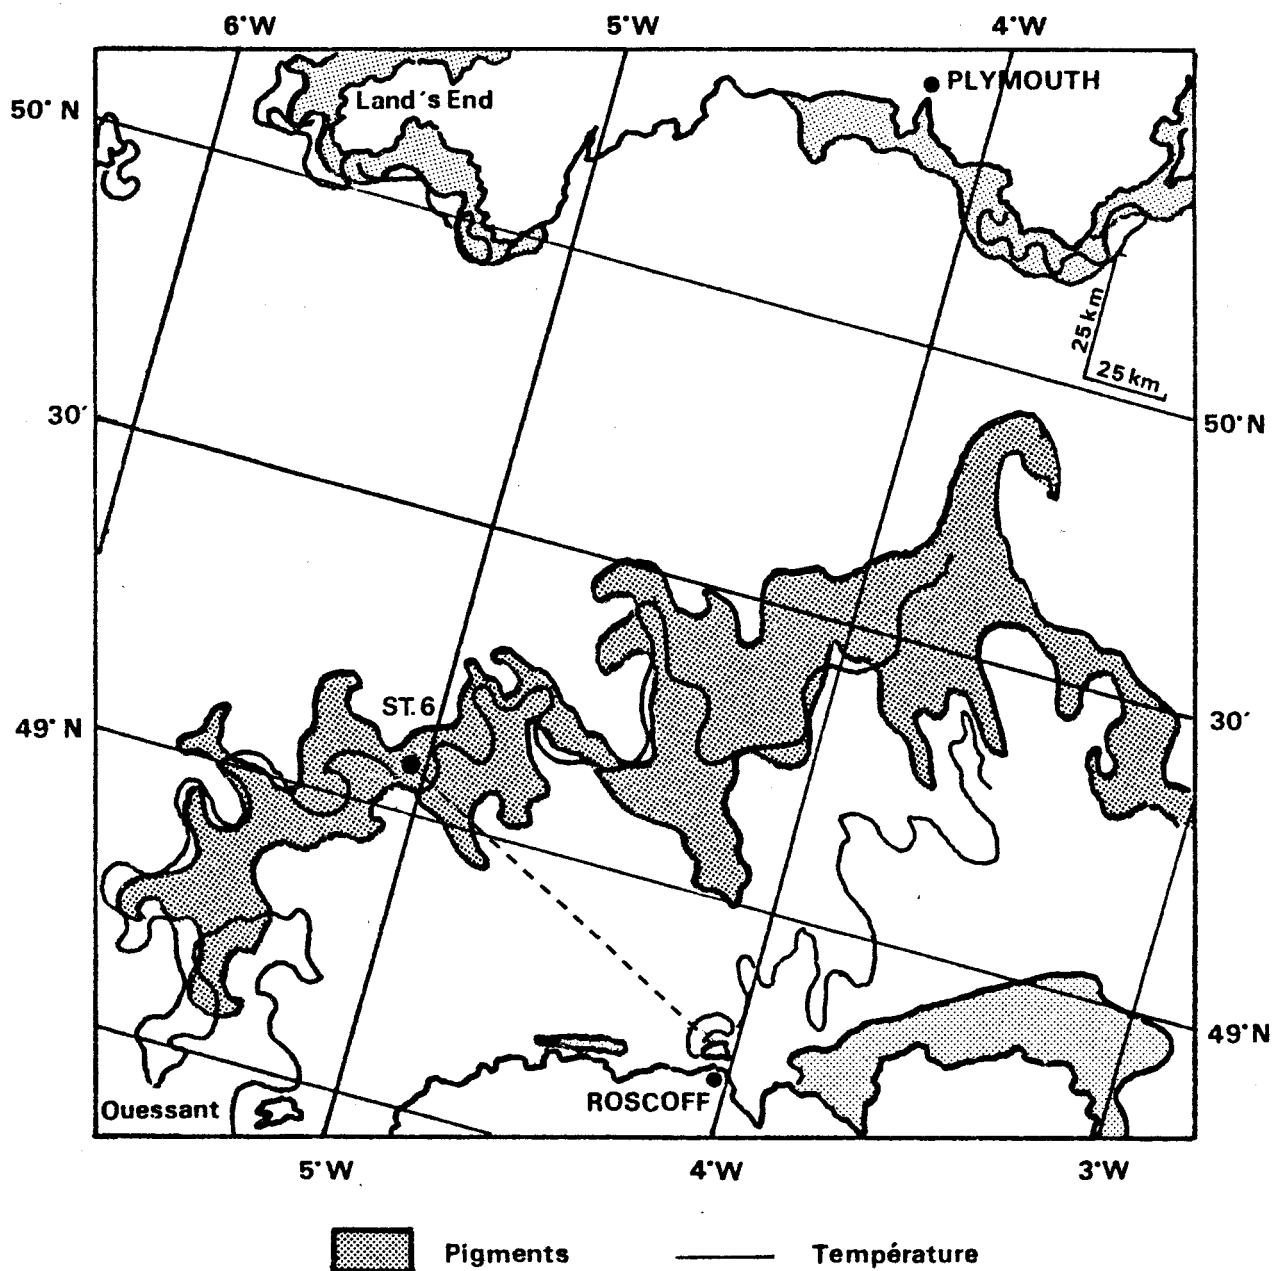 6°W 5°W 4°W
PLYMOUTH
Land's End
50° N
25 km
25 km
30'
50°N
ST. 6
49° N
30'
49°N
ROSCOFF
Ouessant
5°W 4°W 3°W
Pigments Température